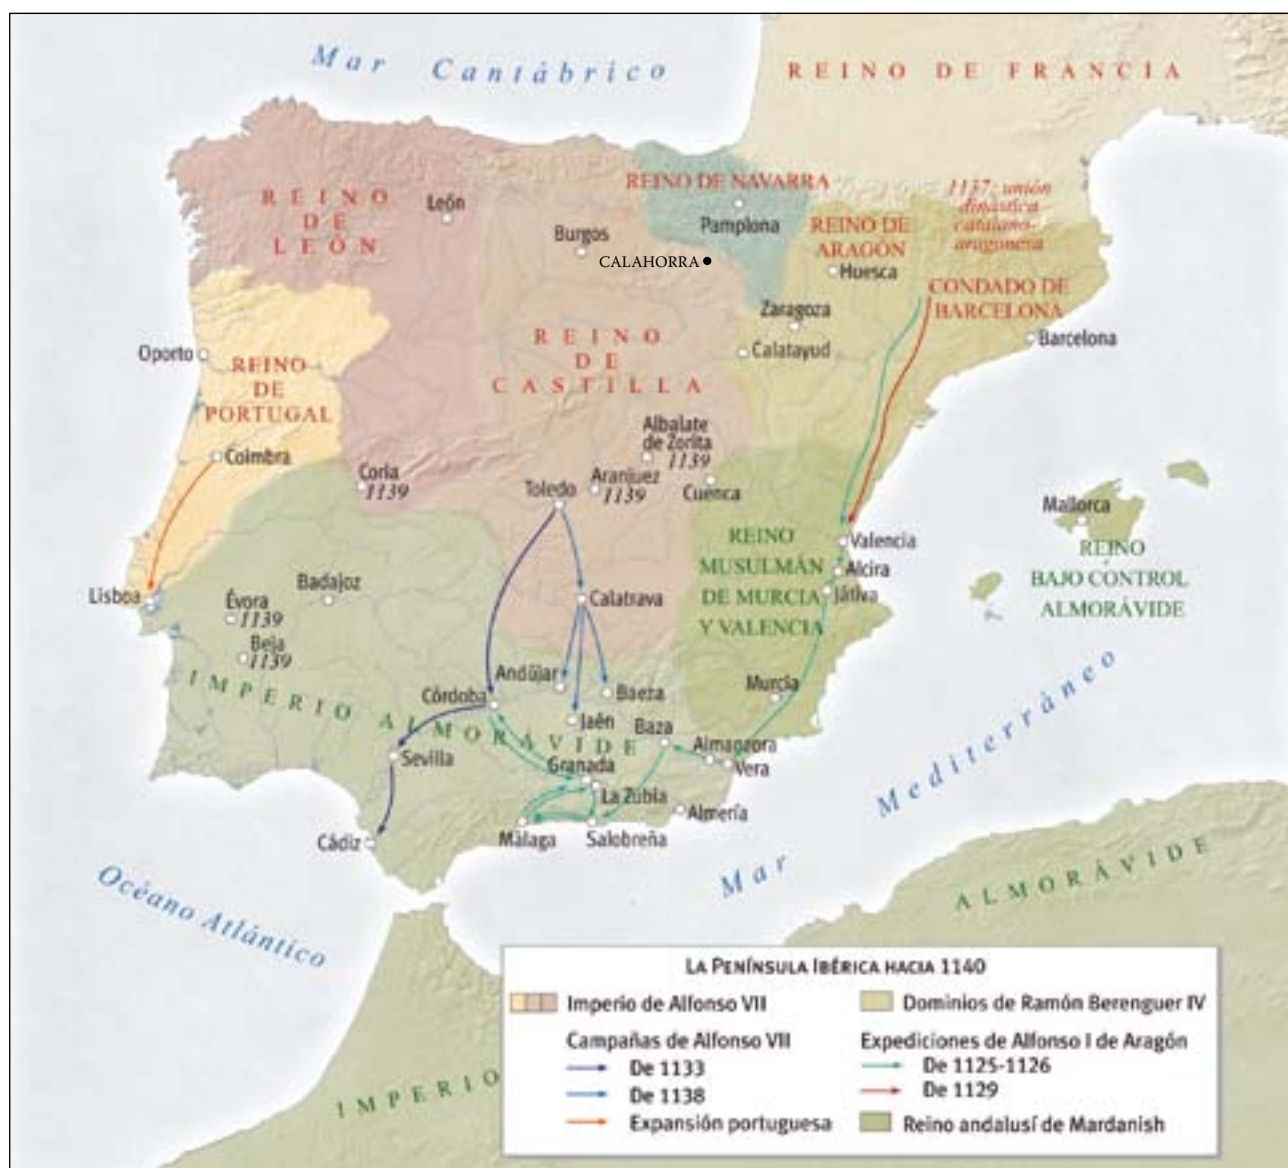 Mar Cantábrico
REINO DE FRANCIA
REINO
DE
LEÓN
León
Burgos
CALAHORRA
REINO DE NAVARRA
Pamplona
REINO DE
ARAGÓN
Huesca
1137: unión
dinástica
catalano-
aragonesa
CONDADO DE
BARCELONA
Barcelona
Zaragoza
Calatayud
Oporto
REINO
DE
PORTUGAL
Coimbra
REINO
DE
CASTILLA
Albalate
de Zorita
1139
Aranjuez
1139
Cuenca
Coria
1139
Toledo
Mallorca
REINO
BAJO CONTROL
ALMORÁVIDE
REINO
MUSULMÁN
DE MURCIA
Y VALENCIA
Valencia
Alcira
Játiva
Lisboa
Évora
1139
Badajoz
Beja
1139
Calatrava
IMPERIO ALMORÁVIDE
Andújar
Baeza
Jaén
Córdoba
Sevilla
Murcia
Baza
Almanzora
Vera
Granada
La Zubia
Almería
Cádiz
Málaga
Salobreña
Mar Mediterráneo
Océano Atlántico
IMPERIO
ALMORÁVIDE
LA PENÍNSULA IBÉRICA HACIA 1140
Imperio de Alfonso VII
Campañas de Alfonso VII
De 1133
De 1138
Expansión portuguesa
Dominios de Ramón Berenguer IV
Expediciones de Alfonso I de Aragón
De 1125-1126
De 1129
Reino andalusí de Mardanish